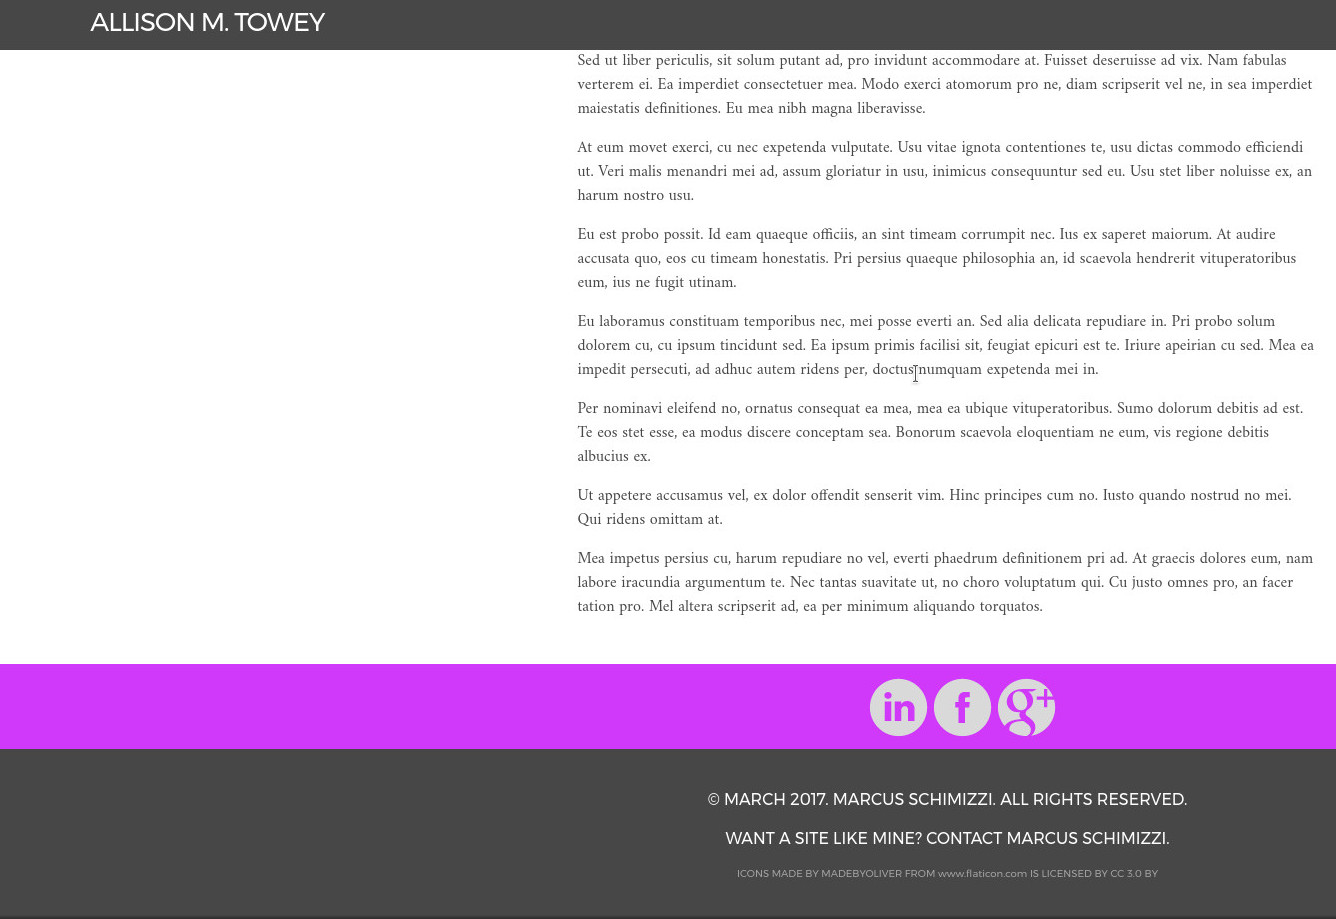 ALLISON M. TOWEY
Sed ut liber periculis, sit solum putant ad, pro invidunt accommodare at. Fuisset deseruisse ad vix. Nam fabulas
verterem ei. Ea imperdiet consectetuer mea. Modo exerci atomorum pro ne, diam scripserit vel ne, in sea imperdiet
maiestatis definitiones. Eu mea nibh magna liberavisse.
At eum movet exerci, cu nec expetenda vulputate. Usu vitae ignota contentiones te, usu dictas commodo efficiendi
ut. Veri malis menandri mei ad, assum gloriatur in usu, inimicus consequuntur sed eu. Usu stet liber noluisse ex, an
harum nostro usu.
Eu est probo possit. Id eam quaeque officiis, an sint timeam corrumpit nec. Ius ex saperet maiorum. At audire
accusata quo, eos cu timeam honestatis. Pri persius quaeque philosophia an, id scaevola hendrerit vituperatoribus
eum, ius ne fugit utinam.
Eu laboramus constituam temporibus nec, mei posse everti an. Sed alia delicata repudiare in. Pri probo solum
dolorem cu, cu ipsum tincidunt sed. Ea ipsum primis facilisi sit, feugiat epicuri est te. Iriure apeirian cu sed. Mea ea
impedit persecuti, ad adhuc autem ridens per, doctus numquam expetenda mei in.
Per nominavi eleifend no, ornatus consequat ea mea, mea ea ubique vituperatoribus. Sumo dolorum debitis ad est.
Te eos stet esse, ea modus discere conceptam sea. Bonorum scaevola eloquentiam ne eum, vis regione debitis
albucius ex.
Ut appetere accusamus vel, ex dolor offendit senserit vim. Hinc principes cum no. Iusto quando nostrud no mei.
Qui ridens omittam at.
Mea impetus persius cu, harum repudiare no vel, everti phaedrum definitionem pri ad. At graecis dolores eum, nam
labore iracundia argumentum te. Nec tantas suavitate ut, no choro voluptatum qui. Cu justo omnes pro, an facer
tation pro. Mel altera scripserit ad, ea per minimum aliquando torquatos.
in f g+
© MARCH 2017. MARCUS SCHIMIZZI. ALL RIGHTS RESERVED.
WANT A SITE LIKE MINE? CONTACT MARCUS SCHIMIZZI.
ICONS MADE BY MADEBYOLIVER FROM www.flaticon.com IS LICENSED BY CC 3.0 BY